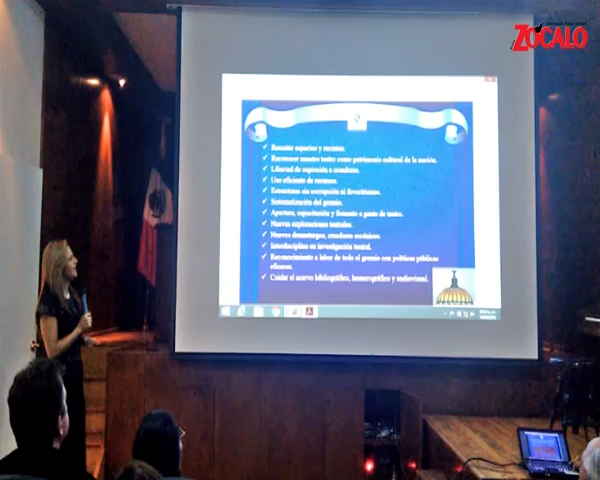 ZOCALO
Rescatar espacios y recintos.
Reconocer nuestro teatro como patrimonio cultural de la nación.
Libertad de expresión a creadores.
Uso eficiente de recursos.
Estructuras sin corrupción ni favoritismos.
Sistematización del gremio.
Apertura, capacitación y fomento a gente de teatro.
Nuevas exploraciones teatrales.
Nuevos dramaturgos, creadores escénicos.
Interdisciplina en investigación teatral.
Reconocimiento a labor de todo el gremio con políticas públicas
eficaces.
Cuidar el acervo bibliográfico, hemerográfico y audiovisual.